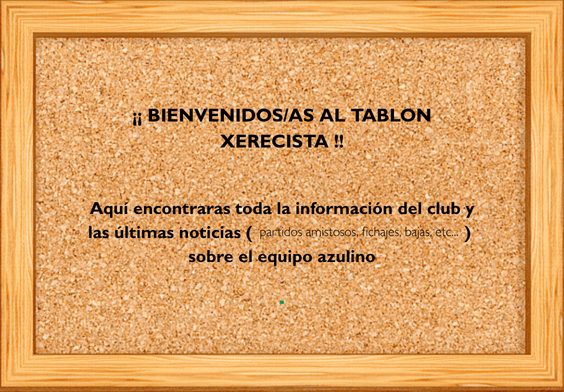 ¡¡ BIENVENIDOS/AS AL TABLON
XERECISTA !!
Aquí encontraras toda la información del club y
las últimas noticias ( partidos amistosos, fichajes, bajas, etc... )
sobre el equipo azulino